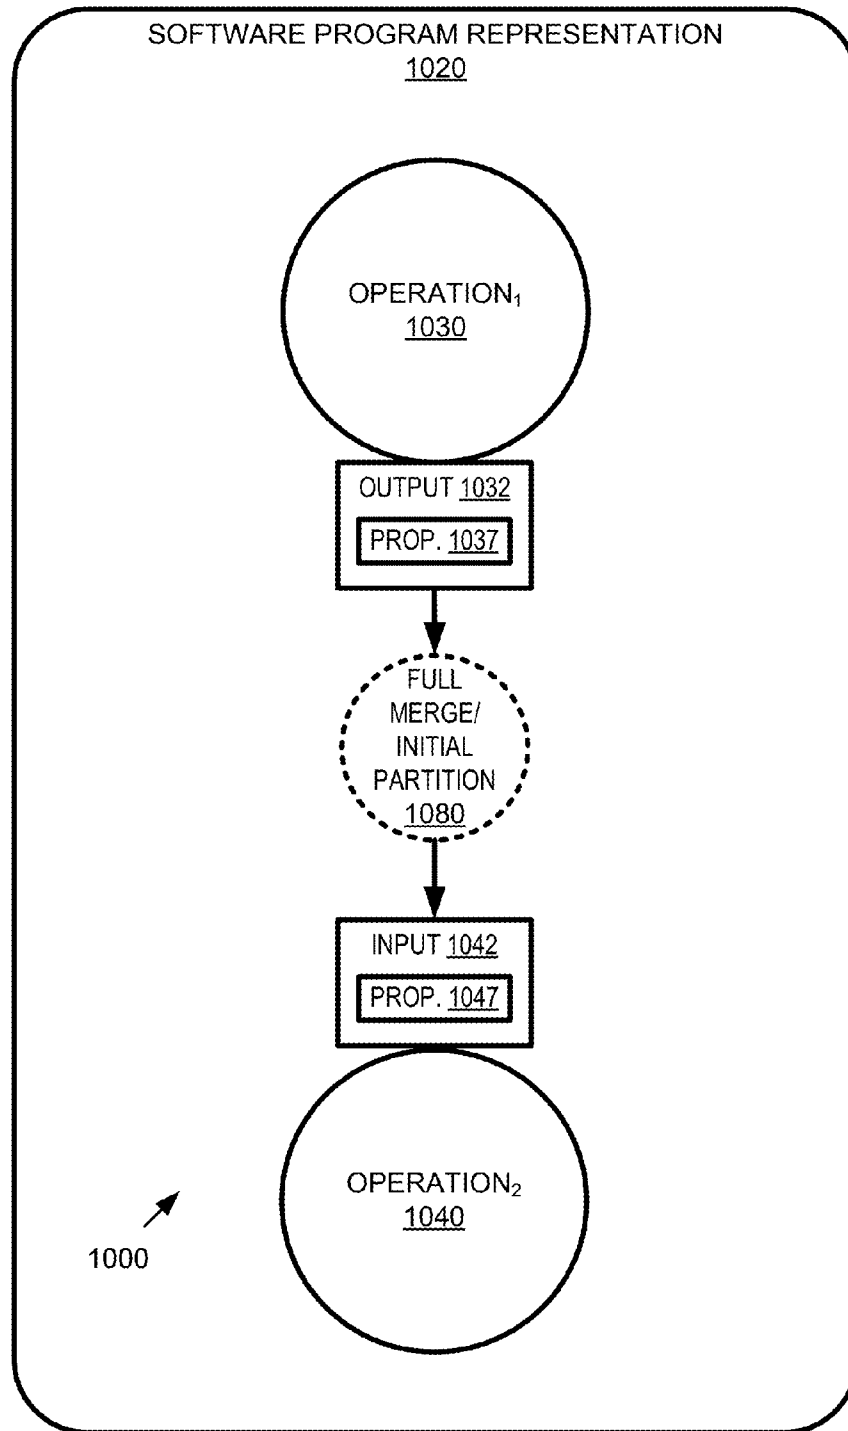 SOFTWARE PROGRAM REPRESENTATION
1020
OPERATION₁
1030
OUTPUT 1032
PROP. 1037
FULL
MERGE/
INITIAL
PARTITION
1080
INPUT 1042
PROP. 1047
OPERATION₂
1040
1000